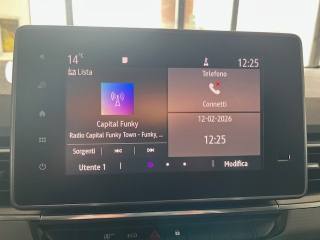 14 °C
12:25
Lista
Telefono
Connetti
Capital Funky
Radio Capital Funky Town - Funky, ...
12-02-2026
12:25
Sorgenti
Utente 1
Modifica